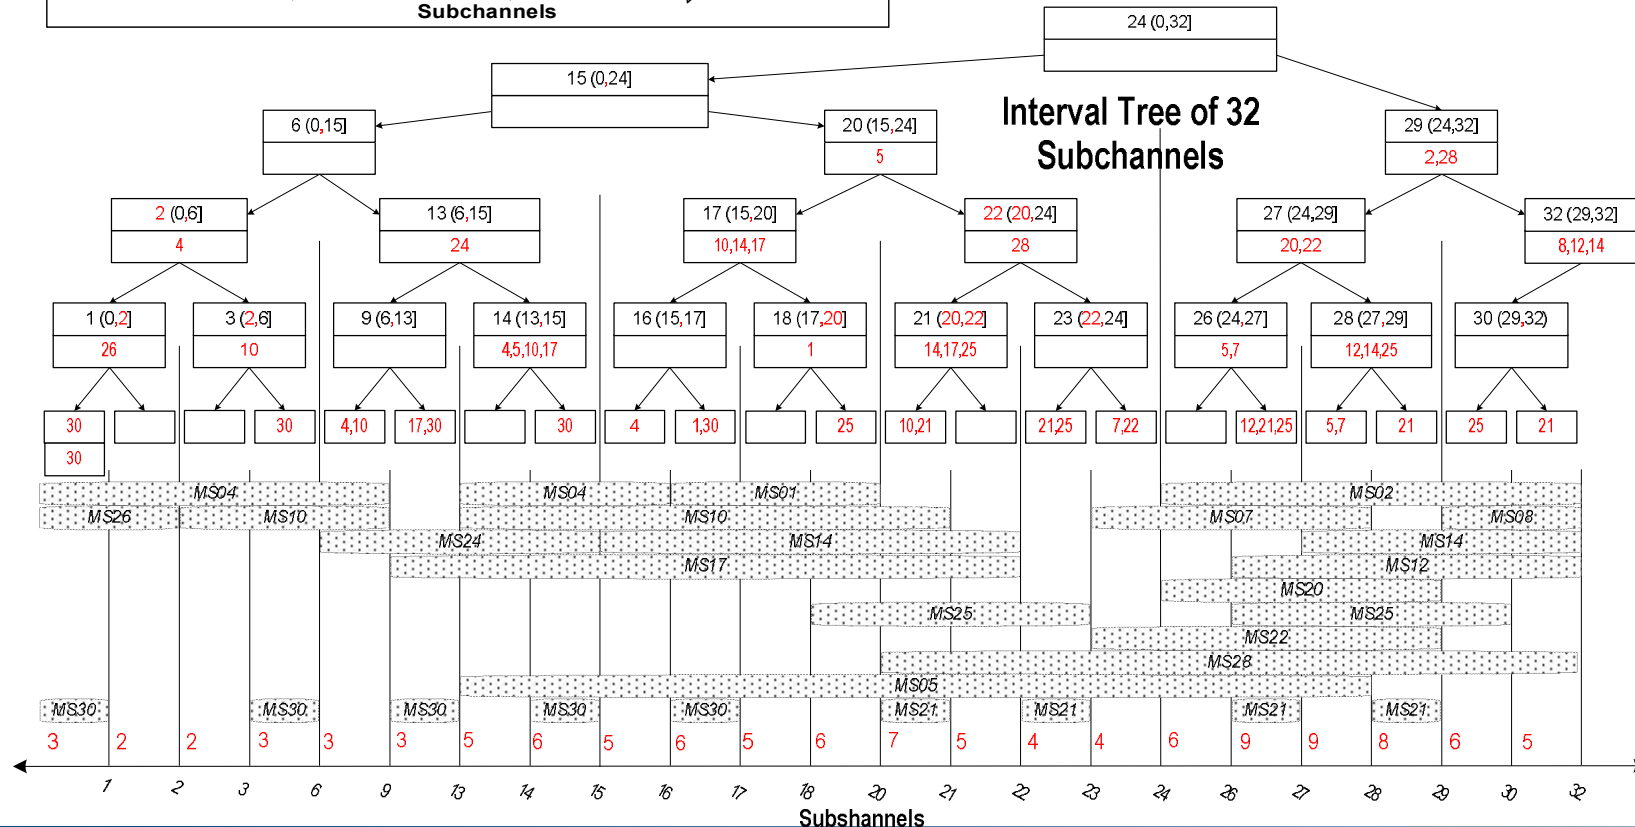 Subchannels
24 (0,32]
15 (0,24]
Interval Tree of 32
Subchannels
6 (0,15]
20 (15,24]
5
29 (24,32]
2,28
2 (0,6]
4
13 (6,15]
24
17 (15,20]
10,14,17
22 (20,24]
28
27 (24,29]
20,22
32 (29,32]
8,12,14
1 (0,2]
26
3 (2,6]
10
9 (6,13]
14 (13,15]
4,5,10,17
16 (15,17]
18 (17,20]
1
21 (20,22]
14,17,25
23 (22,24]
26 (24,27]
5,7
28 (27,29]
12,14,25
30 (29,32)
30 30 4,10 17,30 30 4 1,30 25 10,21 21,25 7,22 12,21,25 5,7 21 25 21
30
MS04 MS04 MS01 MS02
MS26 MS10 MS10 MS07 MS08
MS24 MS14 MS14
MS17 MS12
MS20
MS25 MS25
MS22
MS28
MS05
MS30 MS30 MS30 MS30 MS30 MS21 MS21 MS21 MS21
3 2 2 3 3 3 5 6 5 6 5 6 7 5 4 4 6 9 9 8 6 5
1 2 3 6 9 13 14 15 16 17 18 20 21 22 23 24 26 27 28 29 30 32
Subshannels